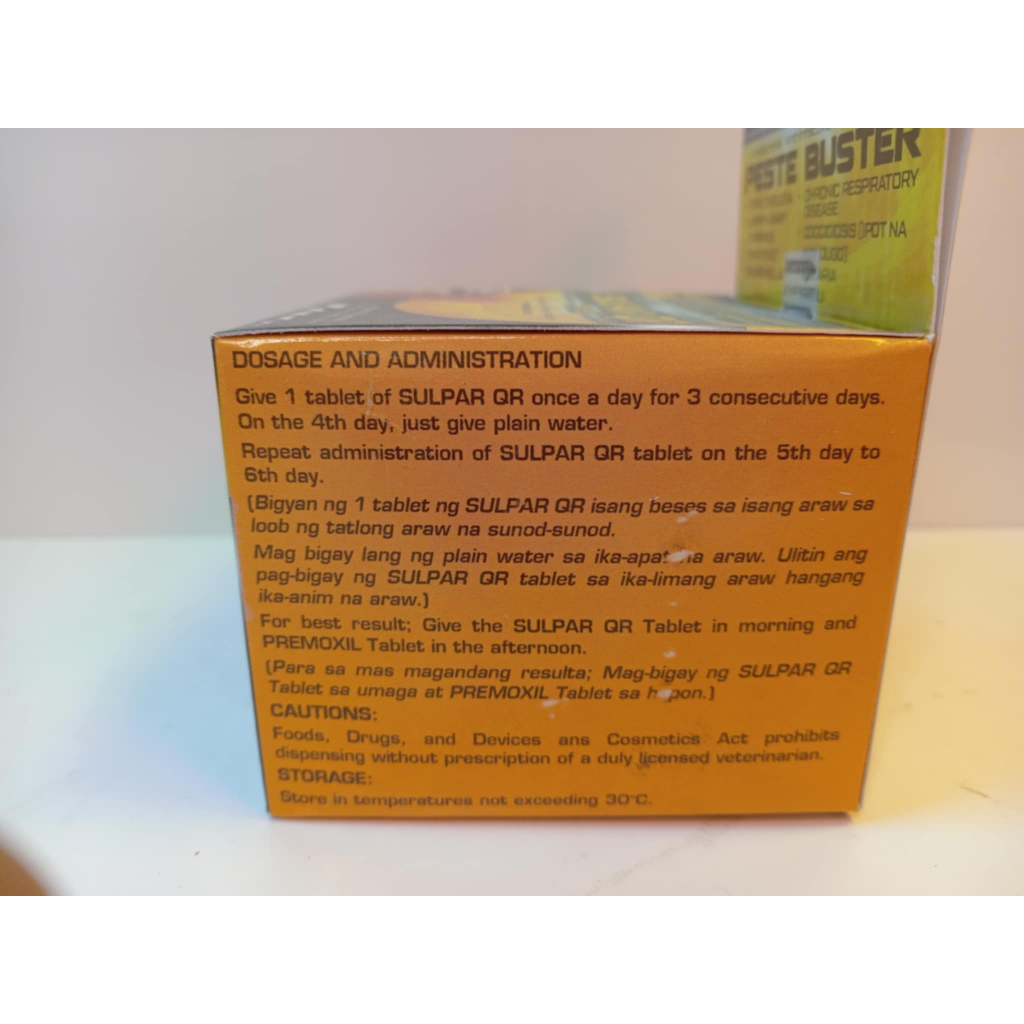 PESTE BUSTER
• CHRONIC RESPIRATORY
DISEASE
NA
DOSAGE AND ADMINISTRATION
Give 1 tablet of SULPAR QR once a day for 3 consecutive days.
On the 4th day, just give plain water.
Repeat administration of SULPAR QR tablet on the 5th day to
6th day.
(Bigyan ng 1 tablet ng SULPAR QR isang beses sa isang araw sa
loob ng tatlong araw na sunod-sunod.
Mag bigay lang ng plain water sa ika-apat na araw. Ulitin ang
pag-bigay ng SULPAR QR tablet sa ika-limang araw hangang
ika-anim na araw.)
For best result; Give the SULPAR QR Tablet in morning and
PREMOXIL Tablet in the afternoon.
(Para sa mas magandang resulta; Mag-bigay ng SULPAR QR
Tablet sa umaga at PREMOXIL Tablet sa hapon.)
CAUTIONS:
Foods, Drugs, and Devices ans Cosmetics Act prohibits
dispensing without prescription of a duly licensed veterinarian.
STORAGE:
Store in temperatures not exceeding 30°C.